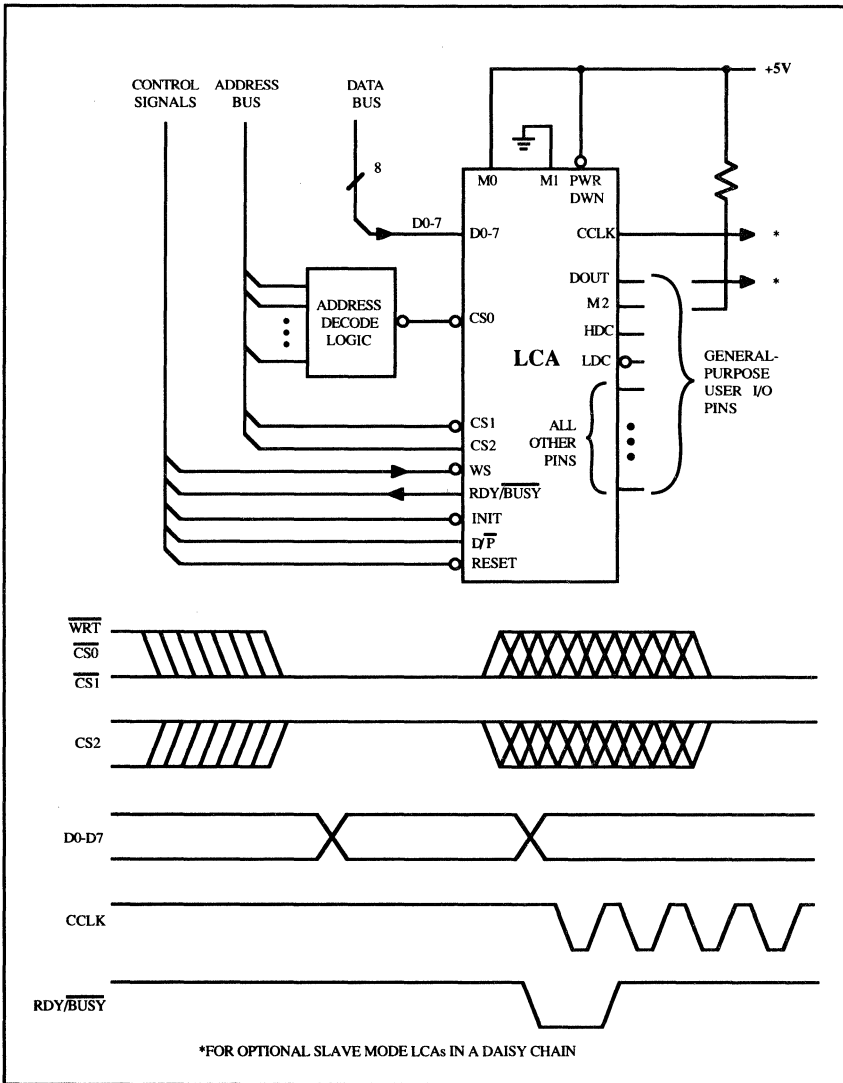 CONTROL
SIGNALS
ADDRESS
BUS
DATA
BUS
+5V
8
M0
M1
PWR
DWN
D0-7
D0-7
CCLK
*
DOUT
*
M2
ADDRESS
DECODE
LOGIC
CS0
HDC
LCA
LDC
GENERAL-
PURPOSE
USER I/O
PINS
CS1
ALL
OTHER
PINS
CS2
WS
RDY/BUSY
INIT
D/P
RESET
WRT
CS0
CS1
CS2
D0-D7
CCLK
RDY/BUSY
*FOR OPTIONAL SLAVE MODE LCAs IN A DAISY CHAIN